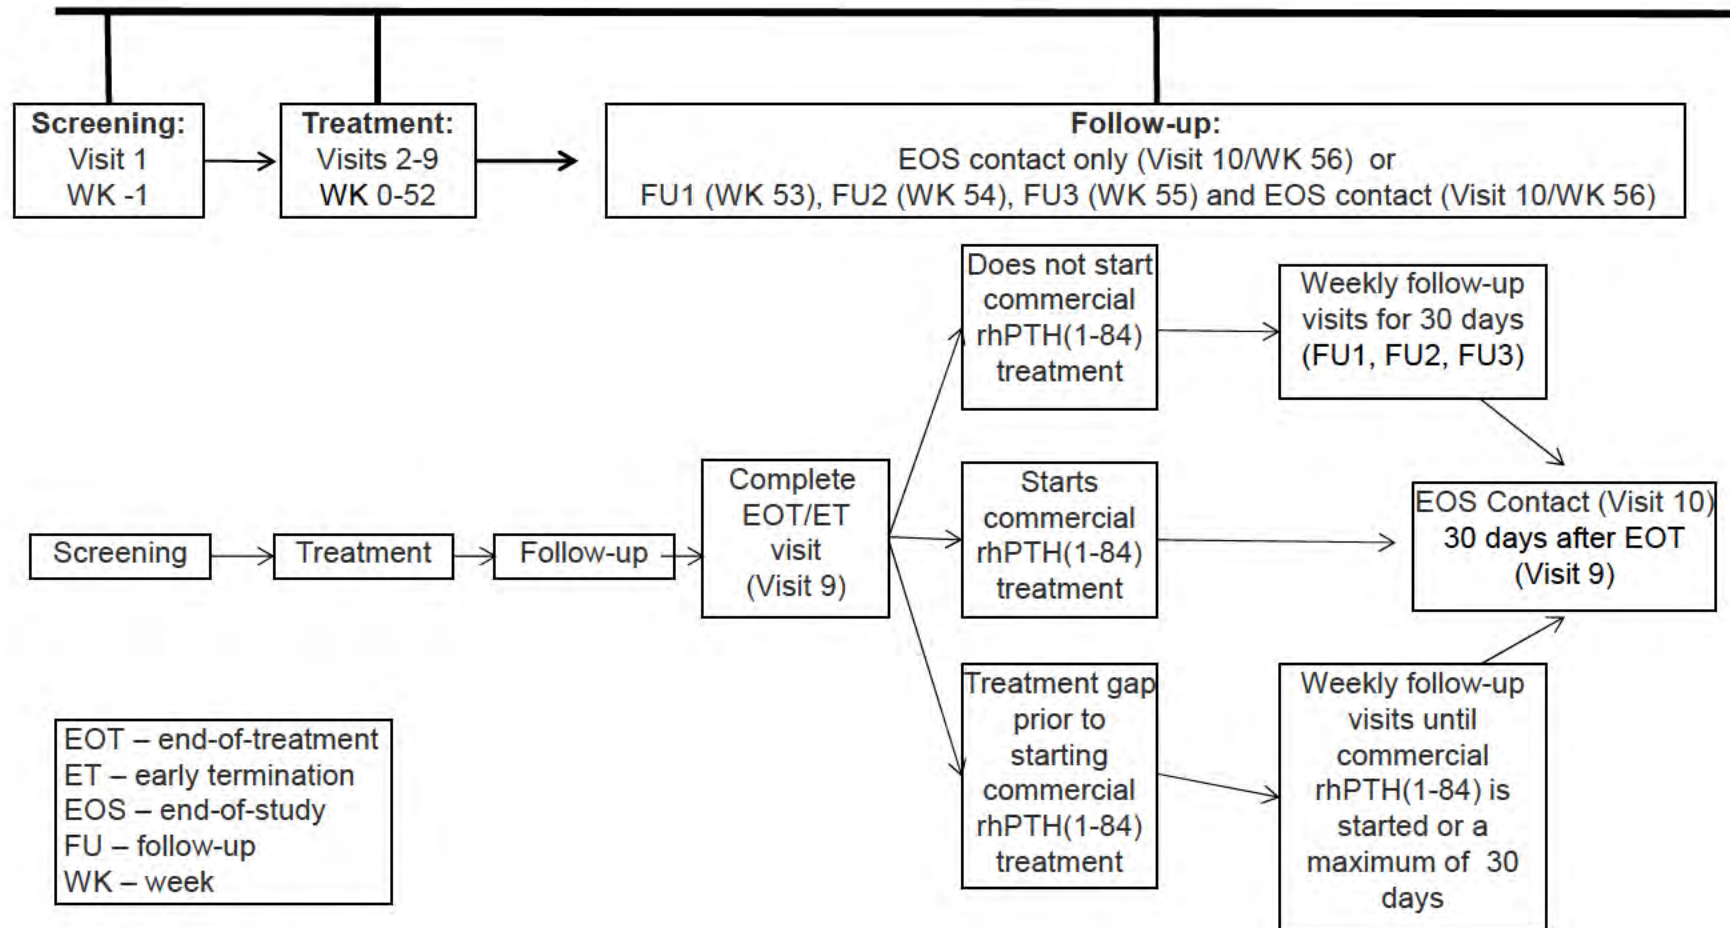 Screening:
Visit 1
WK -1
Treatment:
Visits 2-9
WK 0-52
Follow-up:
EOS contact only (Visit 10/WK 56)  or
FU1 (WK 53), FU2 (WK 54), FU3 (WK 55) and EOS contact (Visit 10/WK 56)
Screening
Treatment
Follow-up
Complete
EOT/ET
visit
(Visit 9)
Does not start
commercial
rhPTH(1-84)
treatment
Weekly follow-up
visits for 30 days
(FU1, FU2, FU3)
Starts
commercial
rhPTH(1-84)
treatment
Treatment gap
prior to
starting
commercial
rhPTH(1-84)
treatment
Weekly follow-up
visits until
commercial
rhPTH(1-84) is
started or a
maximum of  30
days
EOS Contact (Visit 10)
30 days after EOT
(Visit 9)
EOT – end-of-treatment
ET – early termination
EOS – end-of-study
FU – follow-up
WK – week